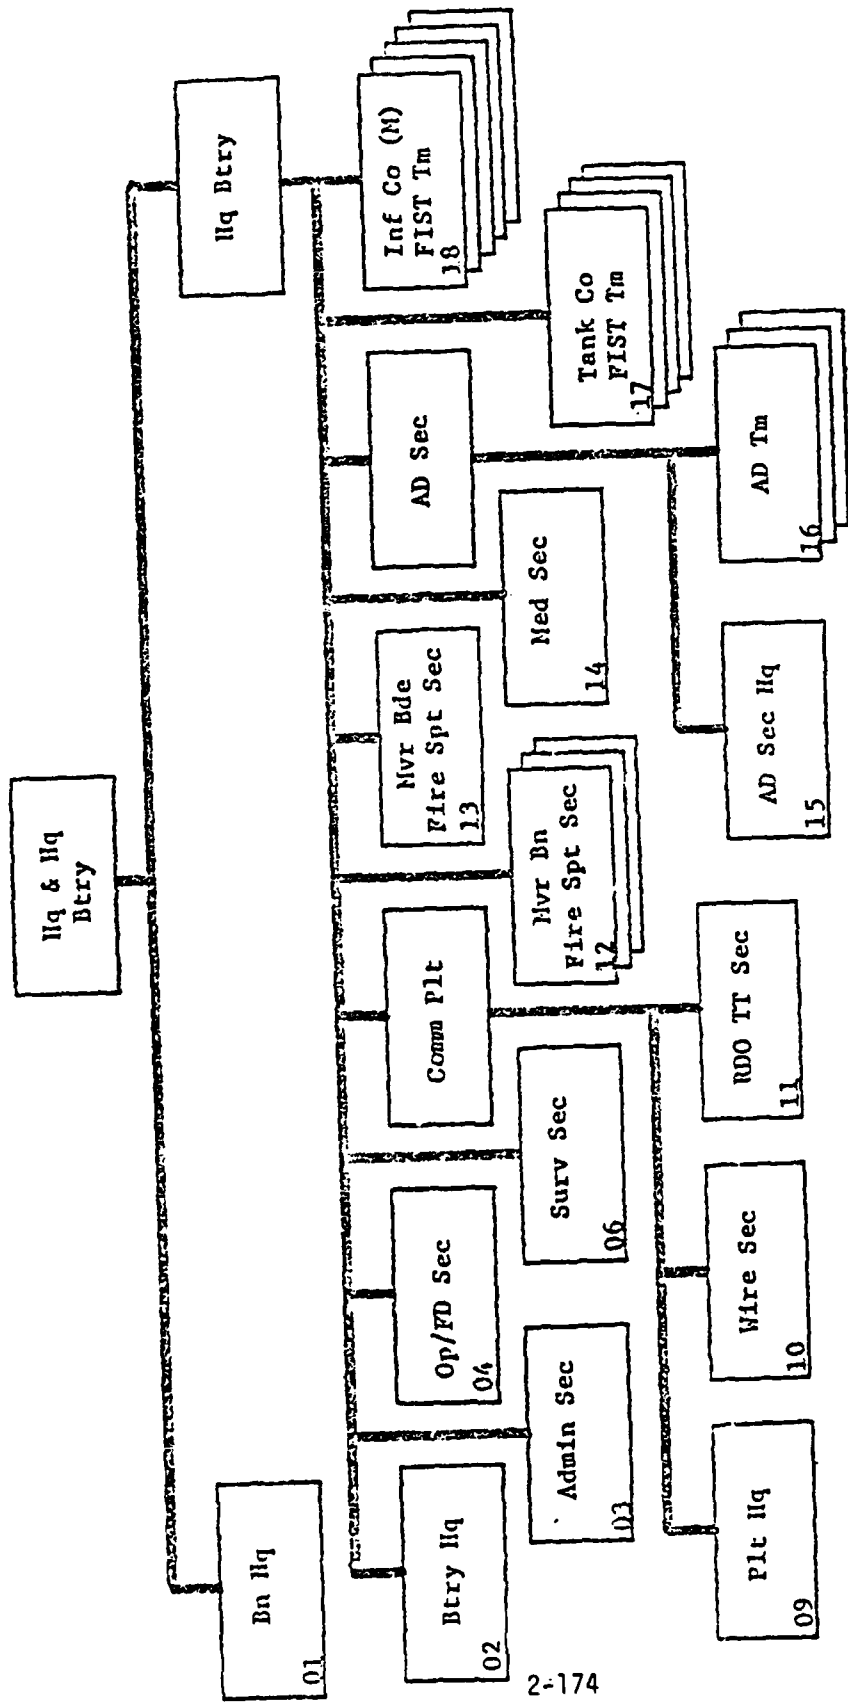 Hq & Hq
Btry
Bn Hq
01
Hq Btry
Btry Hq
02
Admin Sec
03
Op/FD Sec
04
Surv Sec
06
Comm Plt
Mvr Bn
Fire Spt Sec
12
Mvr Bde
Fire Spt Sec
13
Med Sec
14
AD Sec
Tank Co
FIST Tm
17
Inf Co (M)
FIST Tm
18
Plt Hq
09
Wire Sec
10
RDO TT Sec
11
AD Sec Hq
15
AD Tm
16
2-174